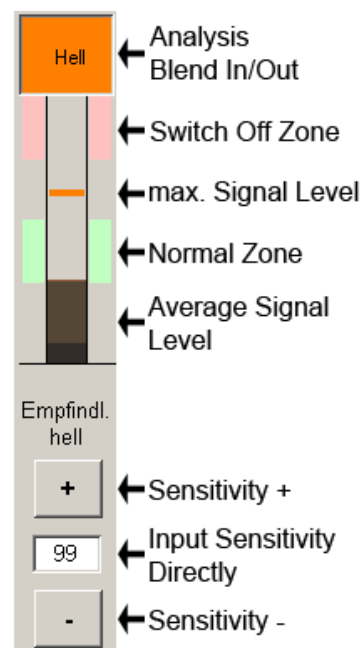 Hell
Analysis
Blend In/Out
Switch Off Zone
max. Signal Level
Normal Zone
Average Signal
Level
Empfindl.
hell
+
Sensitivity +
99
Input Sensitivity
Directly
-
Sensitivity -